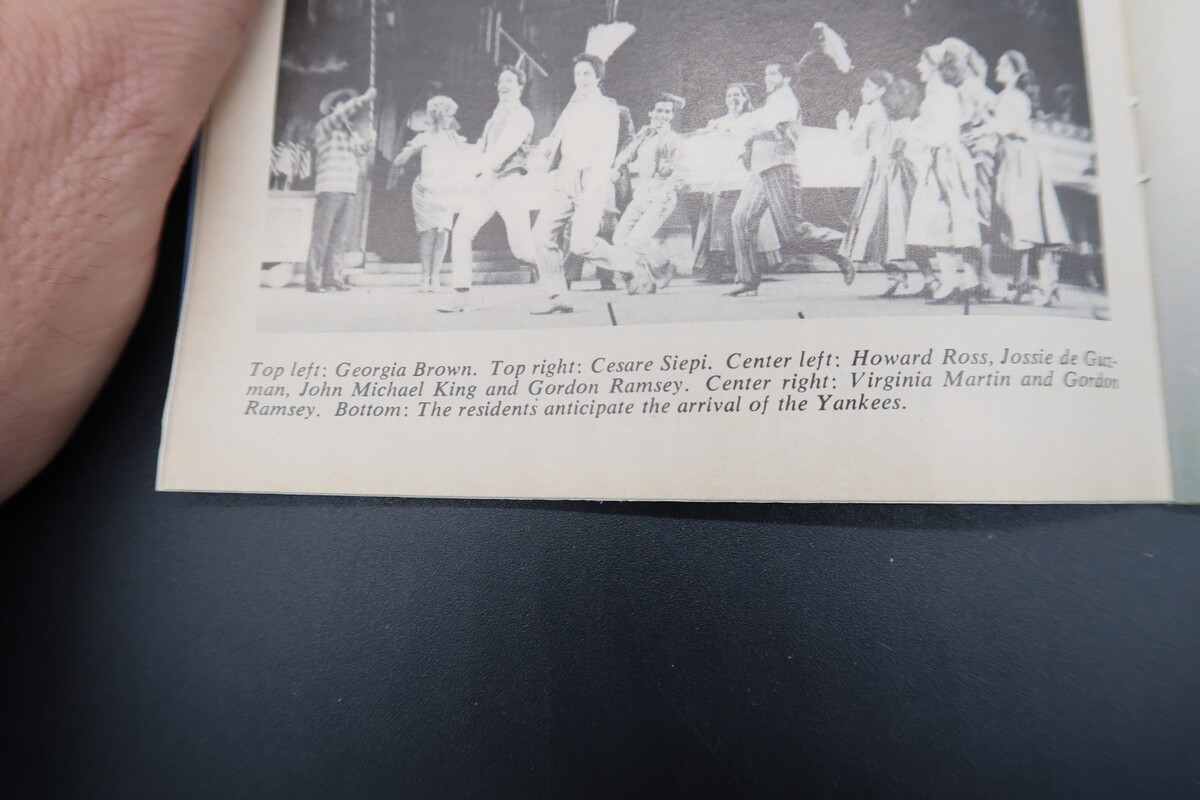 Top left: Georgia Brown. Top right: Cesare Siepi. Center left: Howard Ross, Jossie de Guz-
man, John Michael King and Gordon Ramsey. Center right: Virginia Martin and Gordon
Ramsey. Bottom: The residents anticipate the arrival of the Yankees.